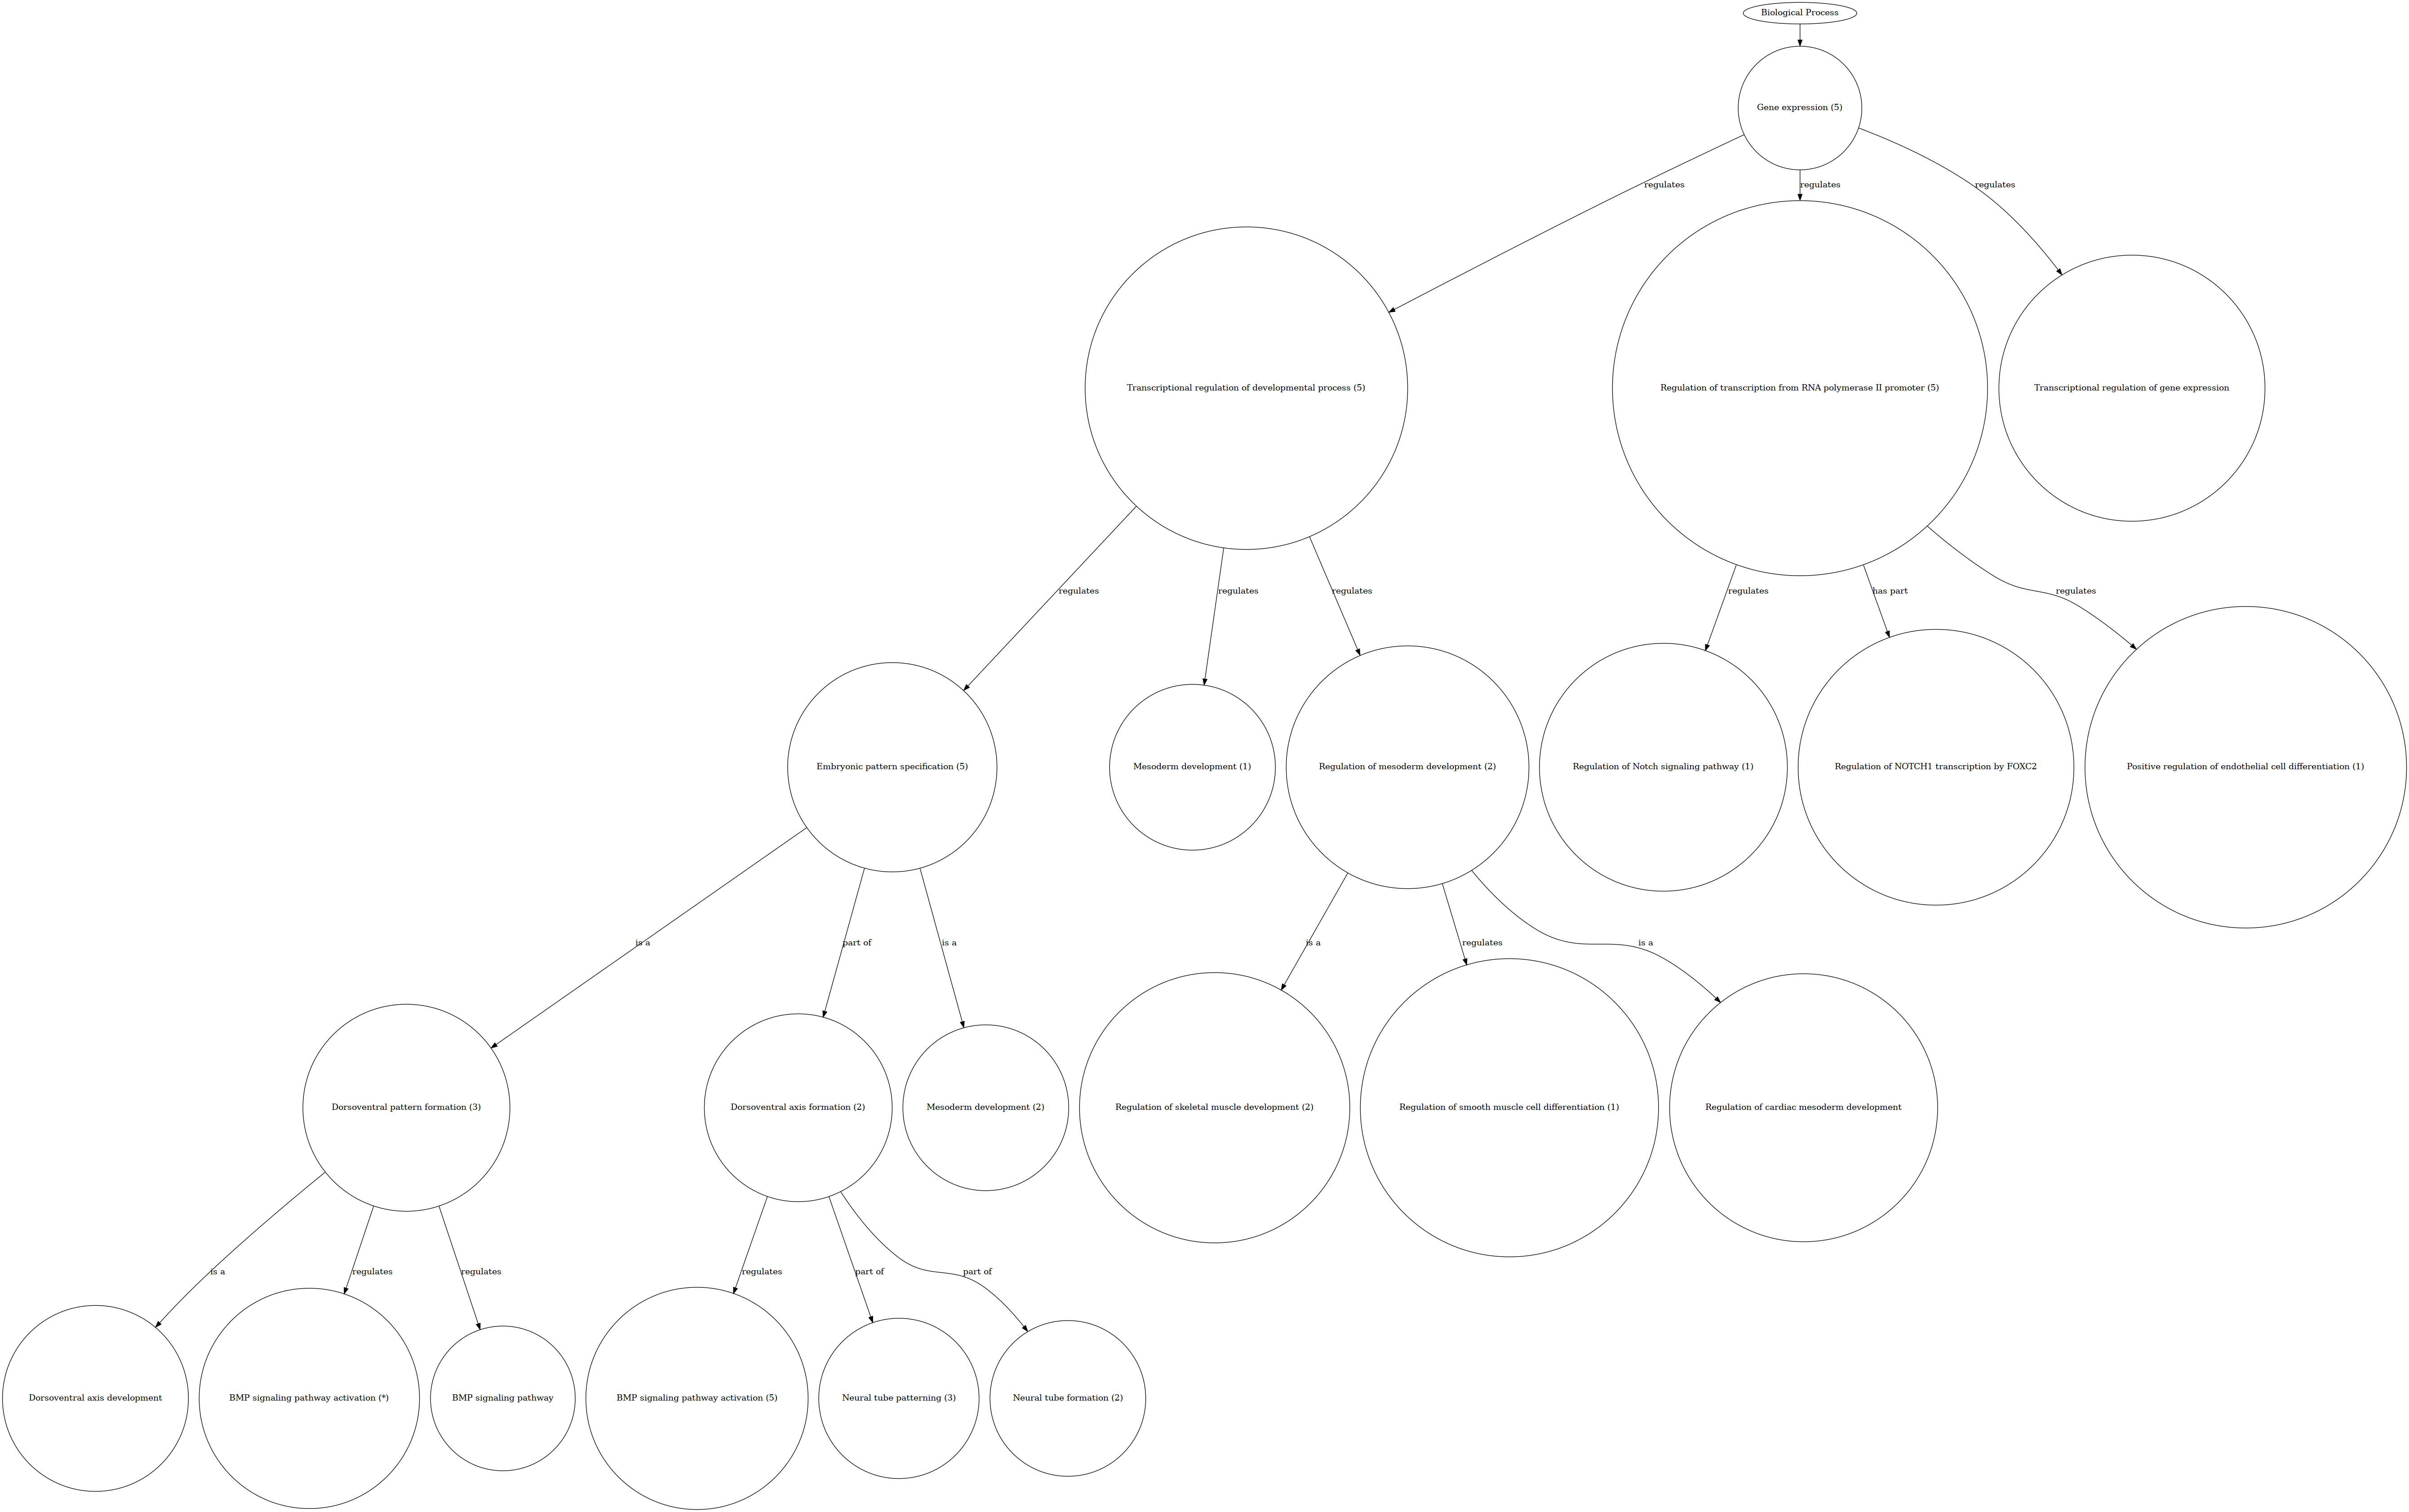 Biological Process
Gene expression (5)
regulates
regulates
regulates
Transcriptional regulation of developmental process (5)
Regulation of transcription from RNA polymerase II promoter (5)
Transcriptional regulation of gene expression
regulates
regulates
regulates
regulates
has part
regulates
Embryonic pattern specification (5)
Mesoderm development (1)
Regulation of mesoderm development (2)
Regulation of Notch signaling pathway (1)
Regulation of NOTCH1 transcription by FOXC2
Positive regulation of endothelial cell differentiation (1)
is a
part of
is a
is a
regulates
is a
Dorsoventral pattern formation (3)
Dorsoventral axis formation (2)
Mesoderm development (2)
Regulation of skeletal muscle development (2)
Regulation of smooth muscle cell differentiation (1)
Regulation of cardiac mesoderm development
is a
regulates
regulates
regulates
part of
part of
Dorsoventral axis development
BMP signaling pathway activation (*)
BMP signaling pathway
BMP signaling pathway activation (5)
Neural tube patterning (3)
Neural tube formation (2)